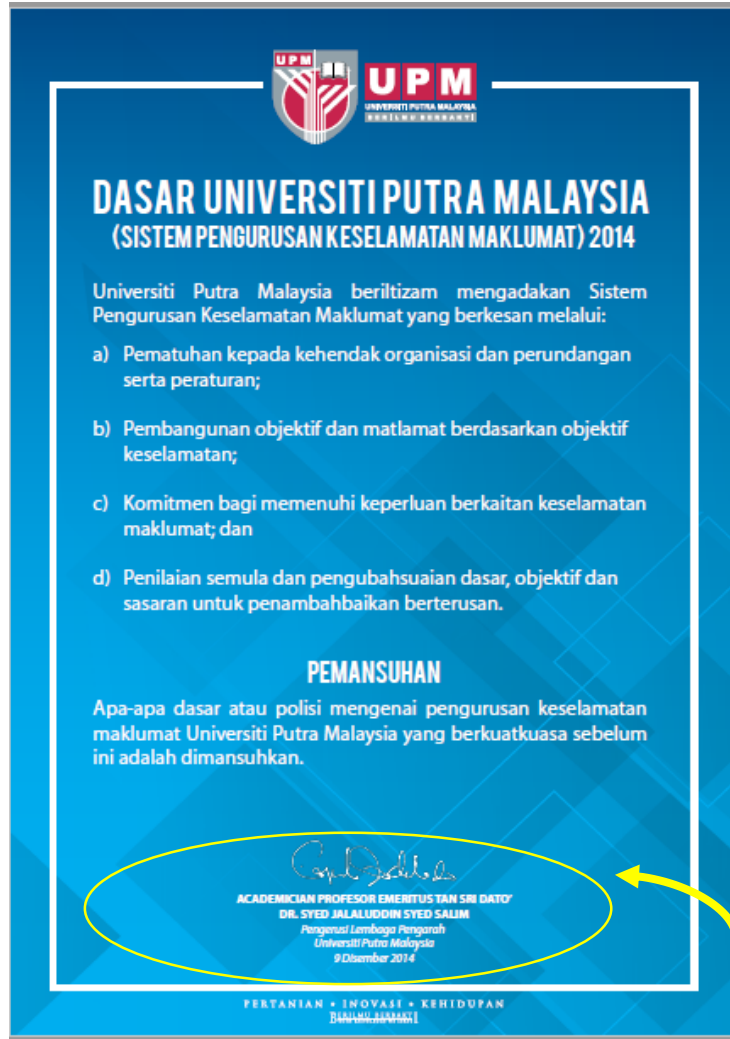 UPM
UPM
UNIVERSITI PUTRA MALAYSIA
BERILMU BERBAKTI
DASAR UNIVERSITI PUTRA MALAYSIA
(SISTEM PENGURUSAN KESELAMATAN MAKLUMAT) 2014
Universiti Putra Malaysia beriltizam mengadakan Sistem
Pengurusan Keselamatan Maklumat yang berkesan melalui:
a) Pematuhan kepada kehendak organisasi dan perundangan
serta peraturan;
b) Pembangunan objektif dan matlamat berdasarkan objektif
keselamatan;
c) Komitmen bagi memenuhi keperluan berkaitan keselamatan
maklumat; dan
d) Penilaian semula dan pengubahsuaian dasar, objektif dan
sasaran untuk penambahbaikan berterusan.
PEMANSUHAN
Apa-apa dasar atau polisi mengenai pengurusan keselamatan
maklumat Universiti Putra Malaysia yang berkuatkuasa sebelum
ini adalah dimansuhkan.
ACADEMICIAN PROFESOR EMERITUS TAN SRI DATO'
DR. SYED JALALUDDIN SYED SALIM
Pengerusi Lembaga Pengarah
Universiti Putra Malaysia
9 Disember 2014
PERTANIAN • INOVASI • KEHIDUPAN